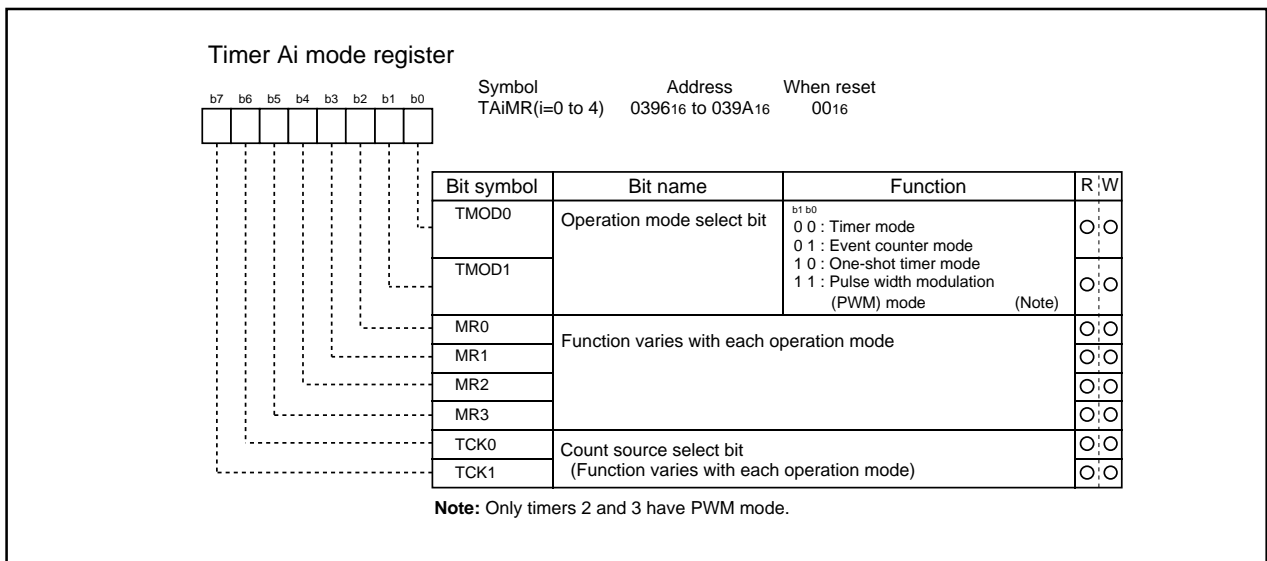 Timer Ai mode register
Symbol Address When reset
TAiMR(i=0 to 4) 039616 to 039A16 0016
b7 b6 b5 b4 b3 b2 b1 b0
Bit symbol Bit name Function R W
TMOD0 Operation mode select bit b1 b0
0 0 : Timer mode
0 1 : Event counter mode
TMOD1 1 0 : One-shot timer mode
1 1 : Pulse width modulation
(PWM) mode (Note)
MR0 Function varies with each operation mode
MR1
MR2
MR3
TCK0 Count source select bit
TCK1 (Function varies with each operation mode)
Note: Only timers 2 and 3 have PWM mode.